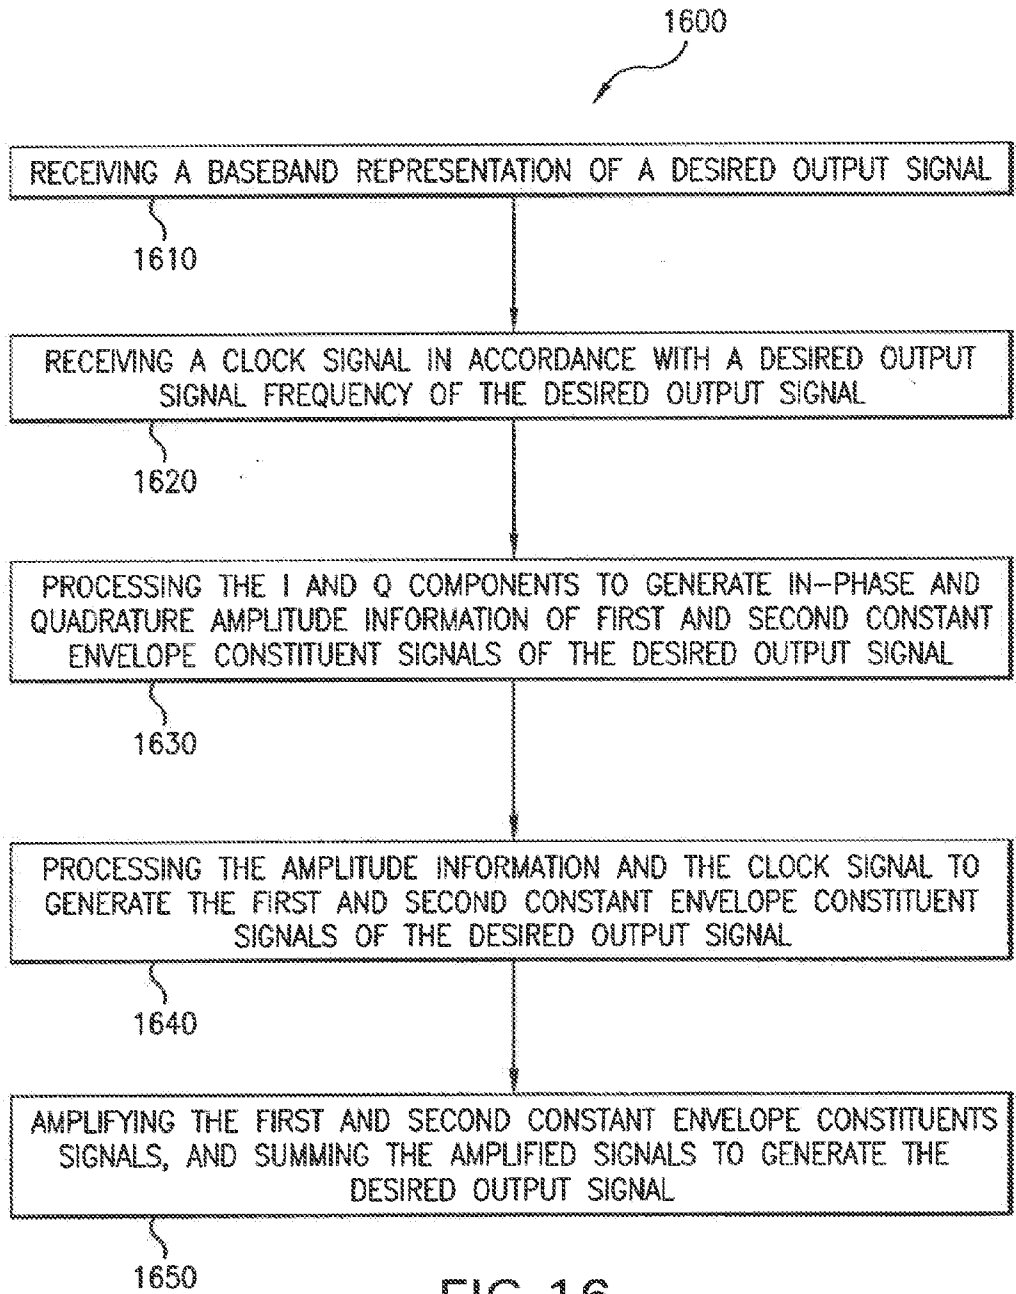 1600
RECEIVING A BASEBAND REPRESENTATION OF A DESIRED OUTPUT SIGNAL
1610
RECEIVING A CLOCK SIGNAL IN ACCORDANCE WITH A DESIRED OUTPUT
SIGNAL FREQUENCY OF THE DESIRED OUTPUT SIGNAL
1620
PROCESSING THE I AND Q COMPONENTS TO GENERATE IN-PHASE AND
QUADRATURE AMPLITUDE INFORMATION OF FIRST AND SECOND CONSTANT
ENVELOPE CONSTITUENT SIGNALS OF THE DESIRED OUTPUT SIGNAL
1630
PROCESSING THE AMPLITUDE INFORMATION AND THE CLOCK SIGNAL TO
GENERATE THE FIRST AND SECOND CONSTANT ENVELOPE CONSTITUENT
SIGNALS OF THE DESIRED OUTPUT SIGNAL
1640
AMPLIFYING THE FIRST AND SECOND CONSTANT ENVELOPE CONSTITUENTS
SIGNALS, AND SUMMING THE AMPLIFIED SIGNALS TO GENERATE THE
DESIRED OUTPUT SIGNAL
1650
FIG. 16